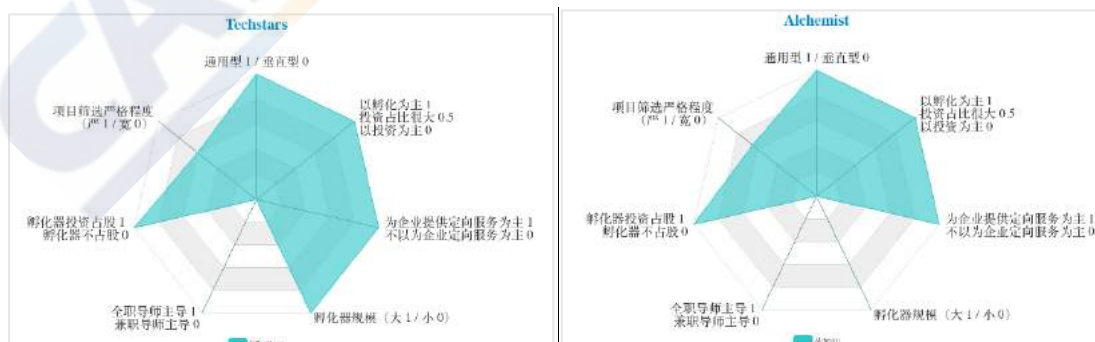 Techstars
通用型 1 / 垂直型 0
项目筛选严格程度
（严 1 / 宽 0）
以孵化为主 1
投资占比很大 0.5
以投资为主 0
孵化器投资占股 1
孵化器不占股 0
为企业提供定向服务为主 1
不以为企业定向服务为主 0
全职导师主导 1
兼职导师主导 0
孵化器规模（大 1 / 小 0）
Alchemist
通用型 1 / 垂直型 0
项目筛选严格程度
（严 1 / 宽 0）
以孵化为主 1
投资占比很大 0.5
以投资为主 0
孵化器投资占股 1
孵化器不占股 0
为企业提供定向服务为主 1
不以为企业定向服务为主 0
全职导师主导 1
兼职导师主导 0
孵化器规模（大 1 / 小 0）